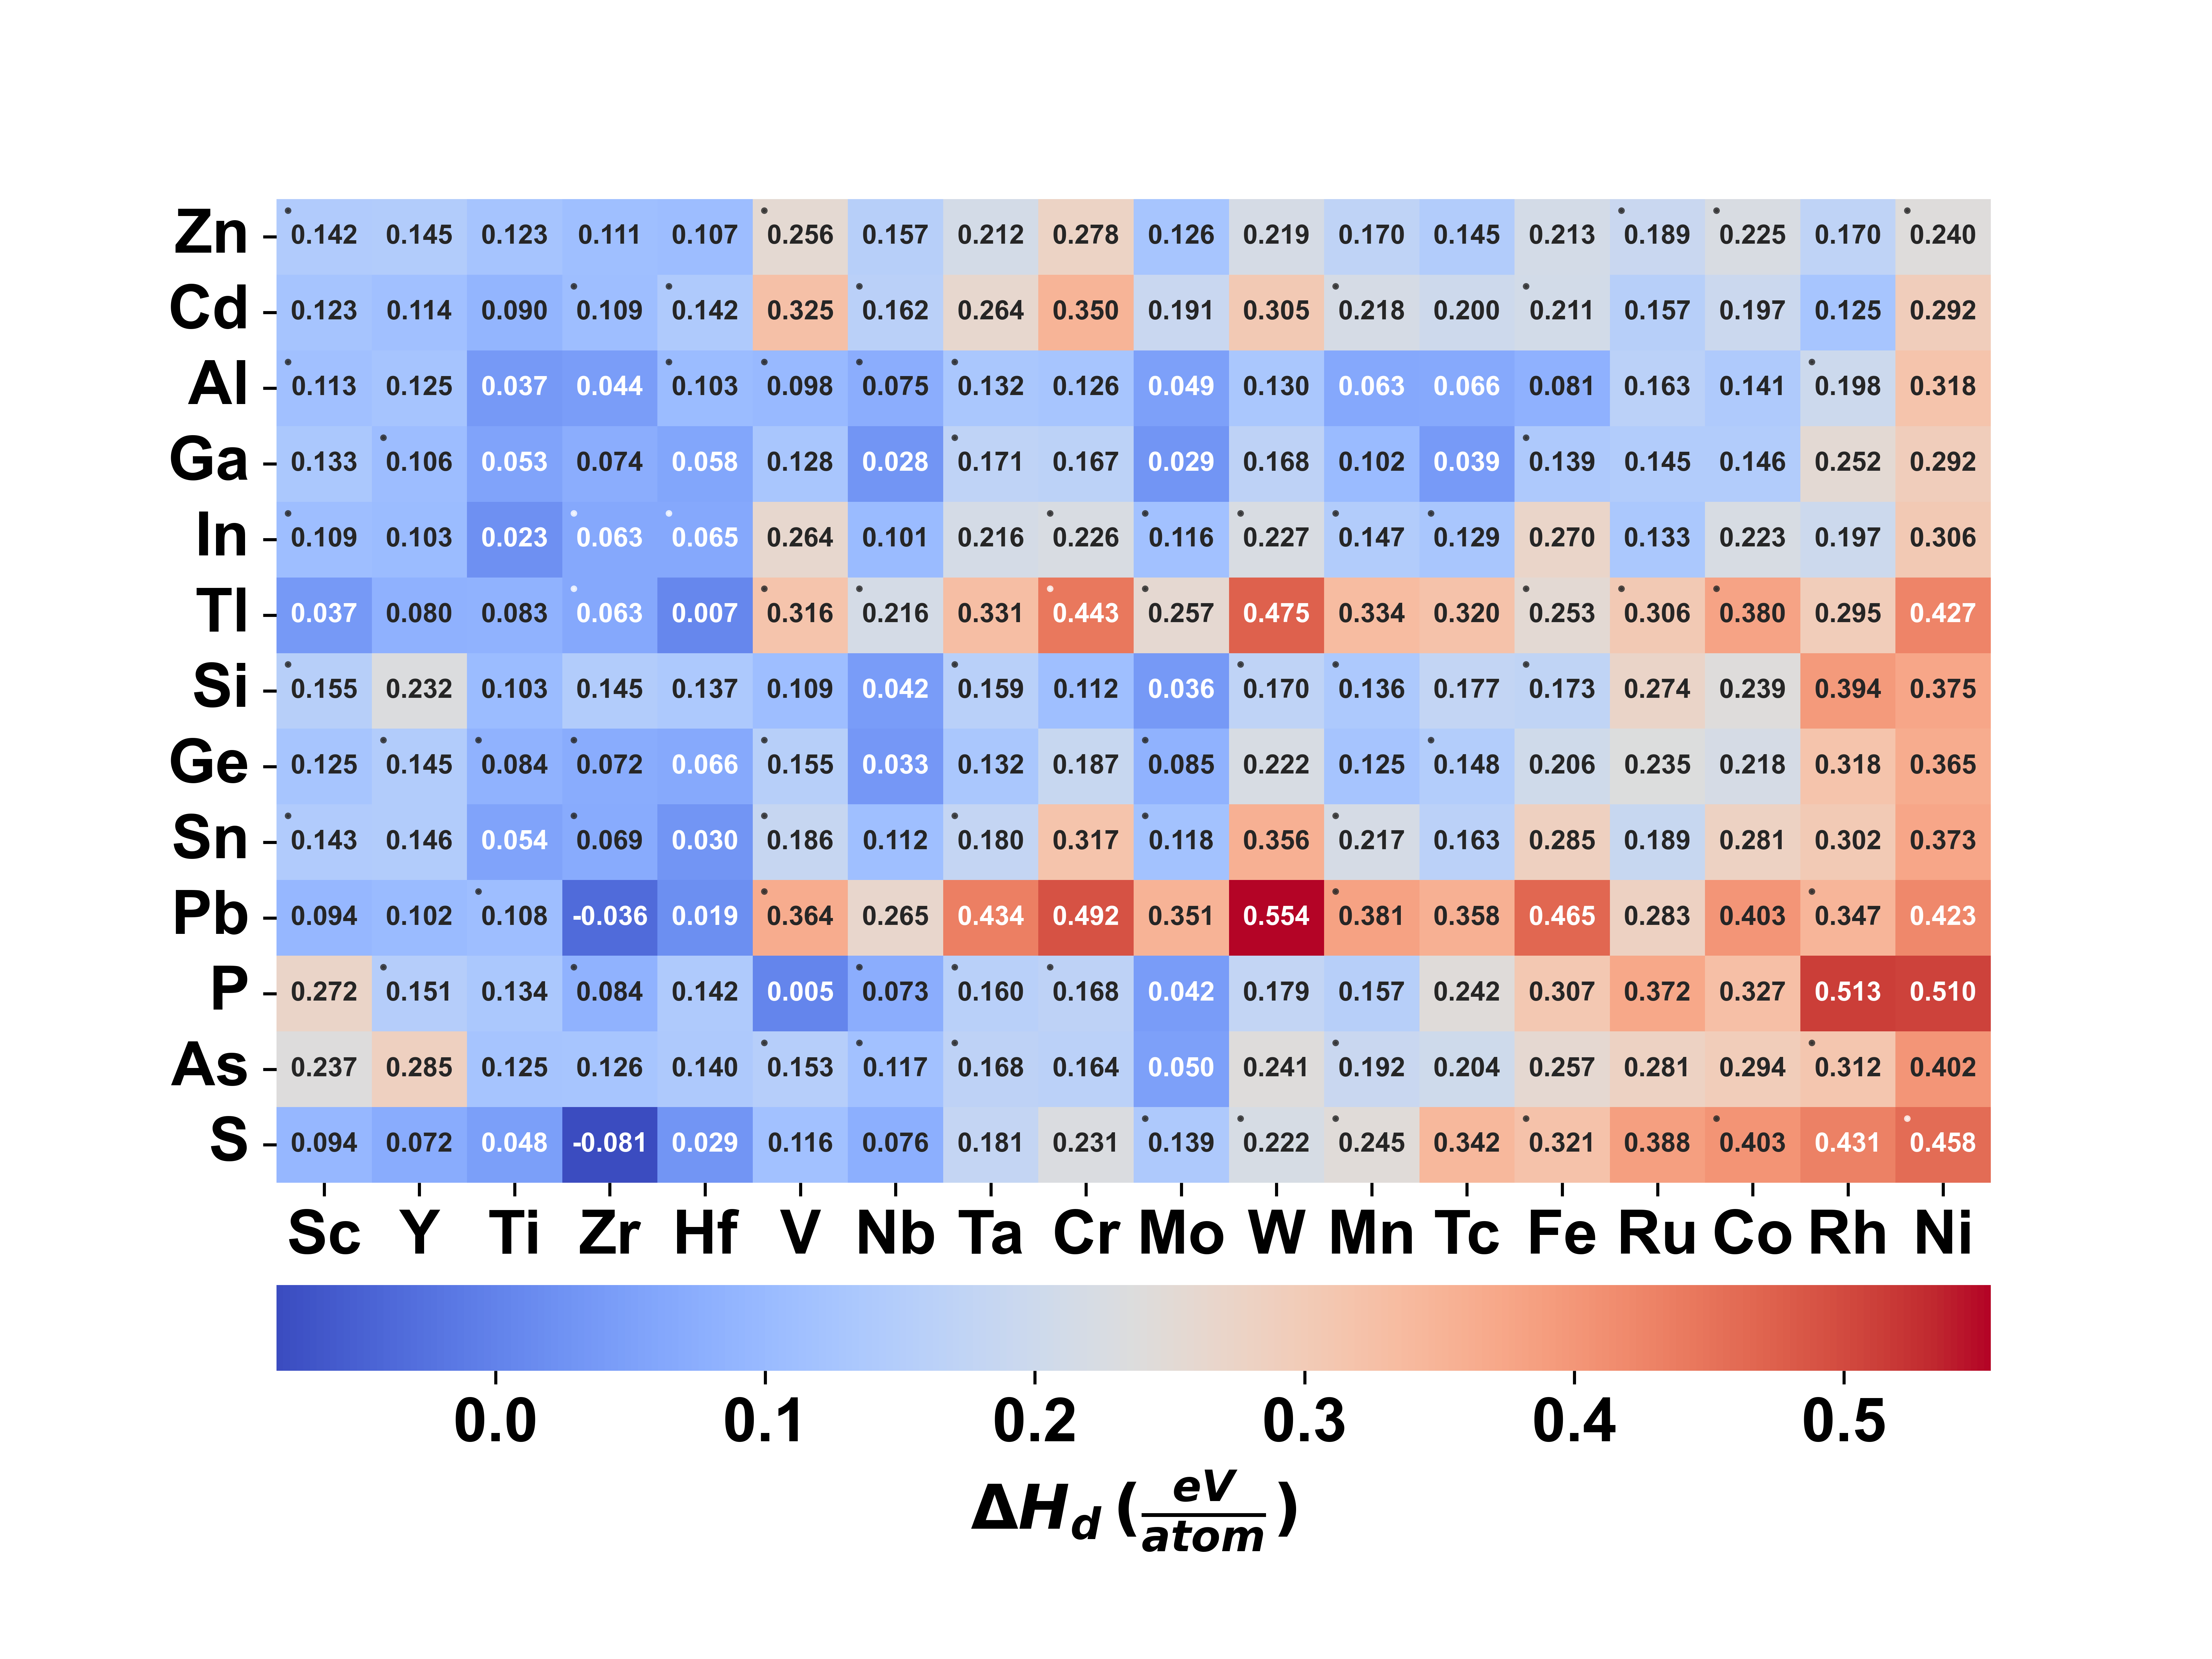 Zn 0.142 0.145 0.123 0.111 0.107 0.256 0.157 0.212 0.278 0.126 0.219 0.170 0.145 0.213 0.189 0.225 0.170 0.240
Cd 0.123 0.114 0.090 0.109 0.142 0.325 0.162 0.264 0.350 0.191 0.305 0.218 0.200 0.211 0.157 0.197 0.125 0.292
Al 0.113 0.125 0.037 0.044 0.103 0.098 0.075 0.132 0.126 0.049 0.130 0.063 0.066 0.081 0.163 0.141 0.198 0.318
Ga 0.133 0.106 0.053 0.074 0.058 0.128 0.028 0.171 0.167 0.029 0.168 0.102 0.039 0.139 0.145 0.146 0.252 0.292
In 0.109 0.103 0.023 0.063 0.065 0.264 0.101 0.216 0.226 0.116 0.227 0.147 0.129 0.270 0.133 0.223 0.197 0.306
Tl 0.037 0.080 0.083 0.063 0.007 0.316 0.216 0.331 0.443 0.257 0.475 0.334 0.320 0.253 0.306 0.380 0.295 0.427
Si 0.155 0.232 0.103 0.145 0.137 0.109 0.042 0.159 0.112 0.036 0.170 0.136 0.177 0.173 0.274 0.239 0.394 0.375
Ge 0.125 0.145 0.084 0.072 0.066 0.155 0.033 0.132 0.187 0.085 0.222 0.125 0.148 0.206 0.235 0.218 0.318 0.365
Sn 0.143 0.146 0.054 0.069 0.030 0.186 0.112 0.180 0.317 0.118 0.356 0.217 0.163 0.285 0.189 0.281 0.302 0.373
Pb 0.094 0.102 0.108 -0.036 0.019 0.364 0.265 0.434 0.492 0.351 0.554 0.381 0.358 0.465 0.283 0.403 0.347 0.423
P 0.272 0.151 0.134 0.084 0.142 0.005 0.073 0.160 0.168 0.042 0.179 0.157 0.242 0.307 0.372 0.327 0.513 0.510
As 0.237 0.285 0.125 0.126 0.140 0.153 0.117 0.168 0.164 0.050 0.241 0.192 0.204 0.257 0.281 0.294 0.312 0.402
S 0.094 0.072 0.048 -0.081 0.029 0.116 0.076 0.181 0.231 0.139 0.222 0.245 0.342 0.321 0.388 0.403 0.431 0.458
Sc Y Ti Zr Hf V Nb Ta Cr Mo W Mn Tc Fe Ru Co Rh Ni
0.0 0.1 0.2 0.3 0.4 0.5
ΔH_d (eV/atom)